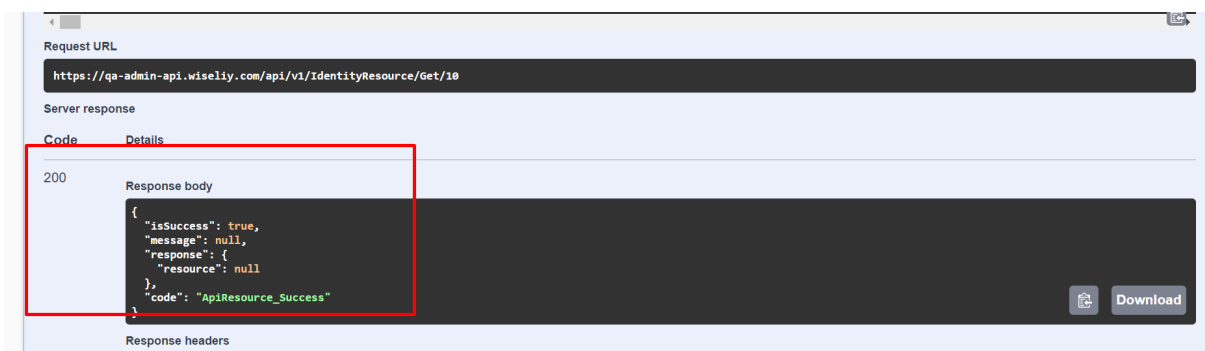 Request URL
https://qa-admin-api.wiseliy.com/api/v1/IdentityResource/Get/10
Server response
Code Details
200
Response body
{
"isSuccess": true,
"message": null,
"response": {
"resource": null
},
"code": "ApiResource_Success"
}
Download
Response headers